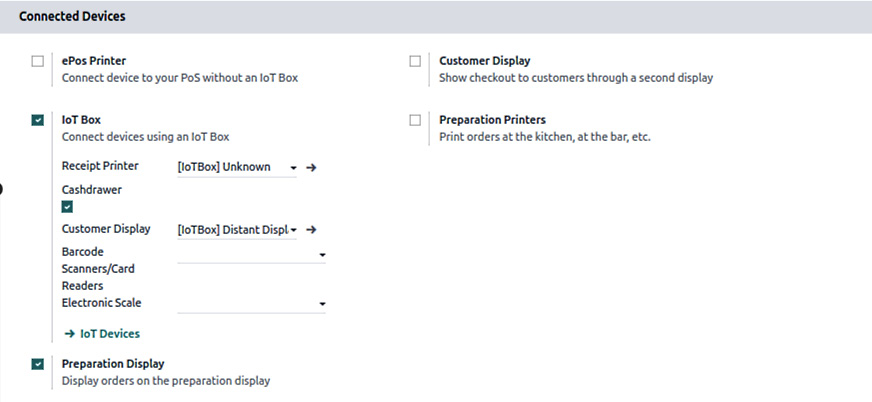 Connected Devices
ePos Printer
Connect device to your PoS without an IoT Box
Customer Display
Show checkout to customers through a second display
IoT Box
Connect devices using an IoT Box
Preparation Printers
Print orders at the kitchen, at the bar, etc.
Receipt Printer [IoTBox] Unknown
Cashdrawer
Customer Display [IoTBox] Distant Displ
Barcode
Scanners/Card
Readers
Electronic Scale
IoT Devices
Preparation Display
Display orders on the preparation display